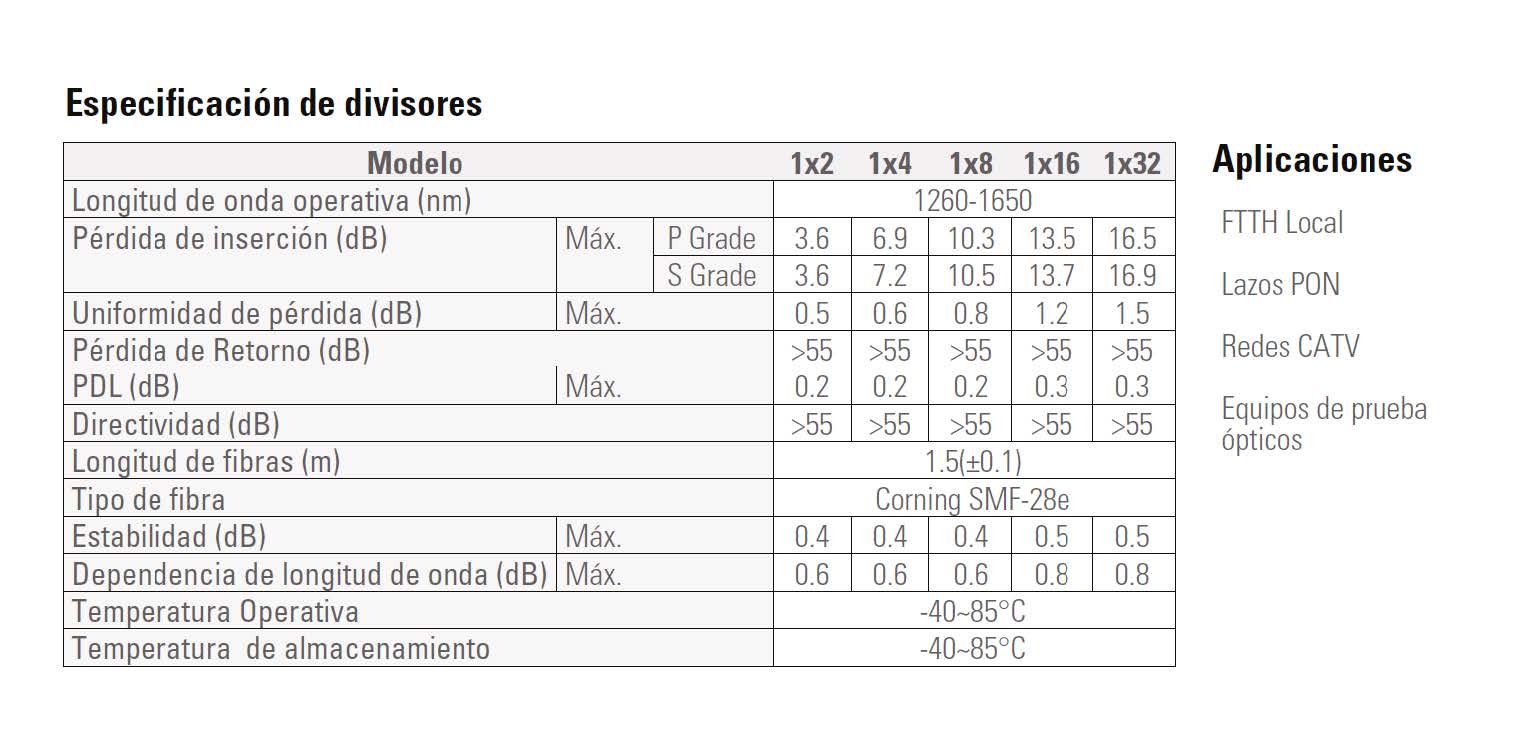 Especificación de divisores
Modelo 1x2 1x4 1x8 1x16 1x32
Longitud de onda operativa (nm) 1260-1650
Pérdida de inserción (dB) Máx. P Grade 3.6 6.9 10.3 13.5 16.5
S Grade 3.6 7.2 10.5 13.7 16.9
Uniformidad de pérdida (dB) Máx. 0.5 0.6 0.8 1.2 1.5
Pérdida de Retorno (dB) >55 >55 >55 >55 >55
PDL (dB) Máx. 0.2 0.2 0.2 0.3 0.3
Directividad (dB) >55 >55 >55 >55 >55
Longitud de fibras (m) 1.5(±0.1)
Tipo de fibra Corning SMF-28e
Estabilidad (dB) Máx. 0.4 0.4 0.4 0.5 0.5
Dependencia de longitud de onda (dB) Máx. 0.6 0.6 0.6 0.8 0.8
Temperatura Operativa -40~85°C
Temperatura de almacenamiento -40~85°C
Aplicaciones
FTTH Local
Lazos PON
Redes CATV
Equipos de prueba
ópticos